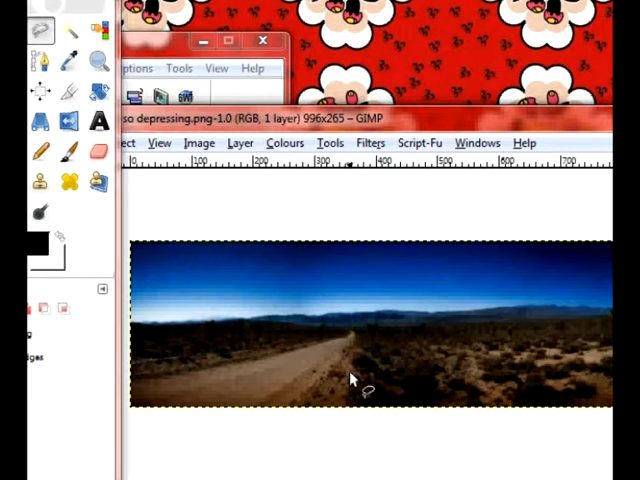 ptions Tools View Help
so depressing.png-1.0 (RGB, 1 layer) 996x265 – GIMP
ect View Image Layer Colours Tools Filters Script-Fu Windows Help
0 100 200 300 400 500 600 700
A
g
dges